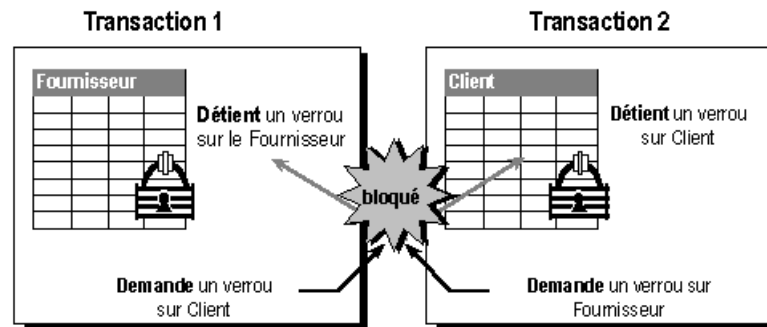 Transaction 1
Fournisseur
Détient un verrou
sur le Fournisseur
Demande un verrou
sur Client
bloqué
Transaction 2
Client
Détient un verrou
sur Client
Demande un verrou sur
Fournisseur